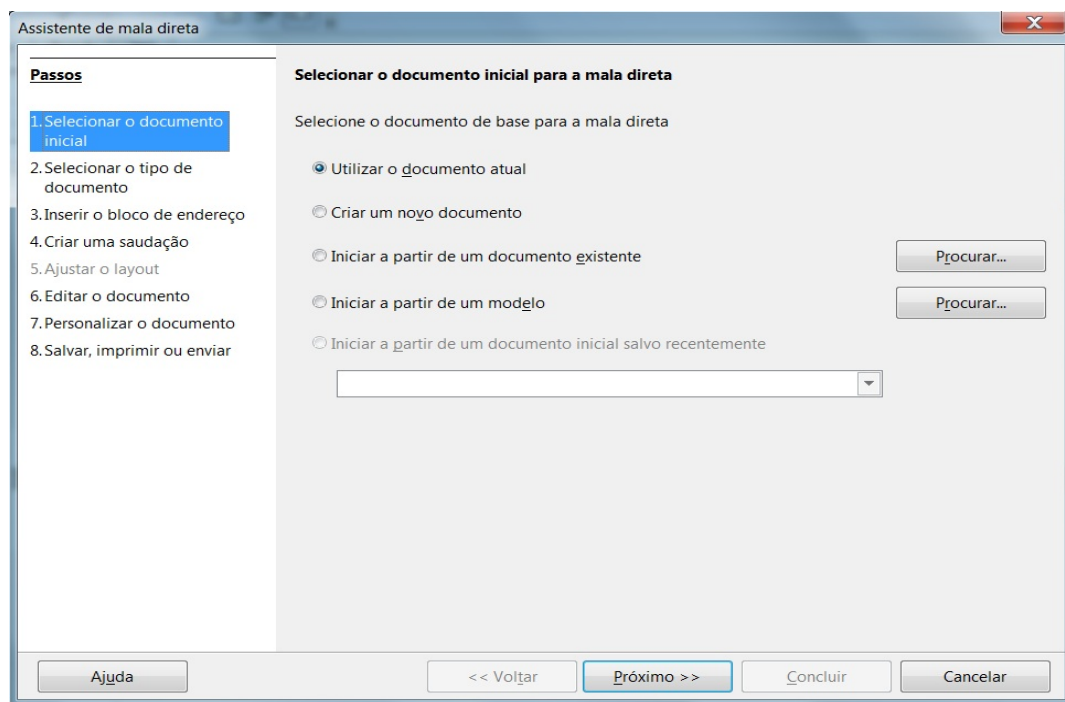 Assistente de mala direta
X
Passos
1. Selecionar o documento
inicial
2. Selecionar o tipo de
documento
3. Inserir o bloco de endereço
4. Criar uma saudação
5. Ajustar o layout
6. Editar o documento
7. Personalizar o documento
8. Salvar, imprimir ou enviar
Selecionar o documento inicial para a mala direta
Selecione o documento de base para a mala direta
Utilizar o documento atual
Criar um novo documento
Iniciar a partir de um documento existente
Procurar...
Iniciar a partir de um modelo
Procurar...
Iniciar a partir de um documento inicial salvo recentemente
Ajuda
<< Voltar
Próximo >>
Concluir
Cancelar